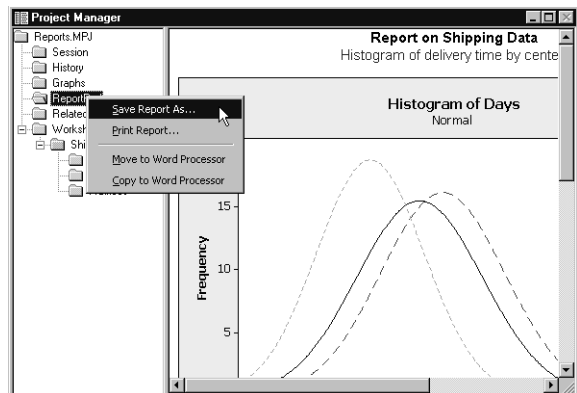 Project Manager
Reports.MPJ
Session
History
Graphs
Related
Save Report As...
Print Report...
Move to Word Processor
Copy to Word Processor
Report on Shipping Data
Histogram of delivery time by cente
Histogram of Days
Normal
Frequency
15
10
5